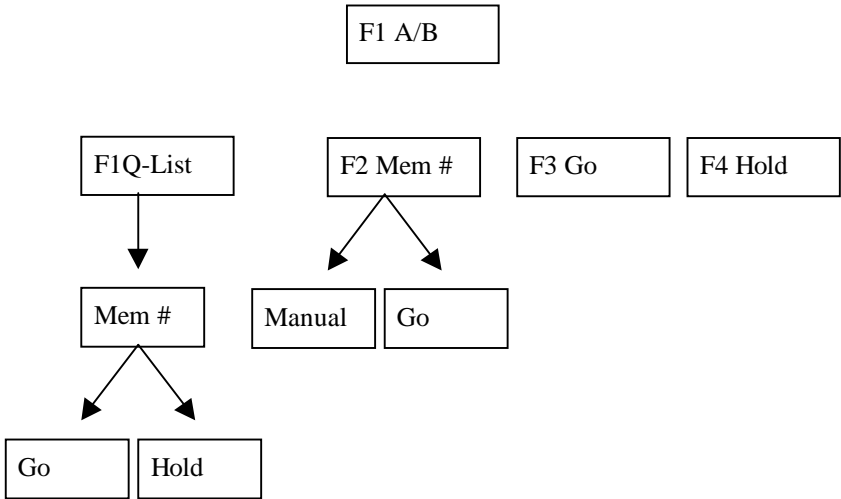 F1 A/B
F1Q-List
F2 Mem #
F3 Go
F4 Hold
Mem #
Manual
Go
Go
Hold